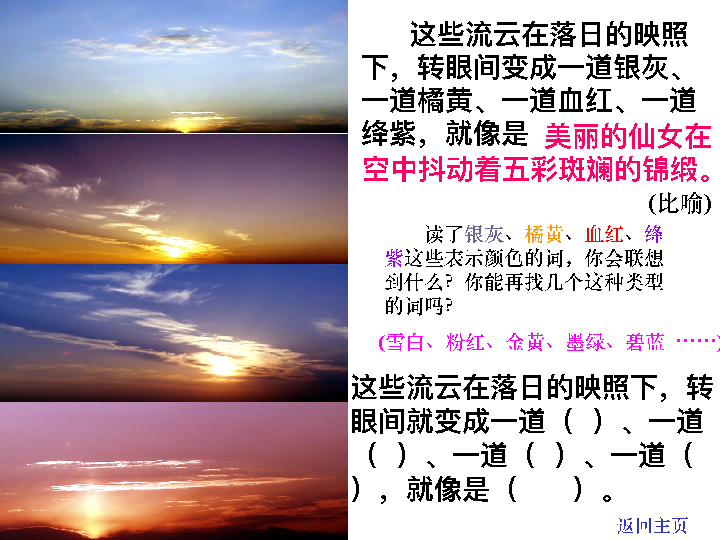 这些流云在落日的映照
下，转眼间变成一道银灰、
一道橘黄、一道血红、一道
绛紫，就像是 美丽的仙女在
空中抖动着五彩斑斓的锦缎。
(比喻)
读了银灰、橘黄、血红、绛
紫这些表示颜色的词，你会联想
到什么？你能再找几个这种类型
的词吗？
(雪白、粉红、金黄、墨绿、碧蓝 ……)
这些流云在落日的映照下，转
眼间就变成一道（ ）、一道
（ ）、一道（ ）、一道（
），就像是（ ）。
返回主页